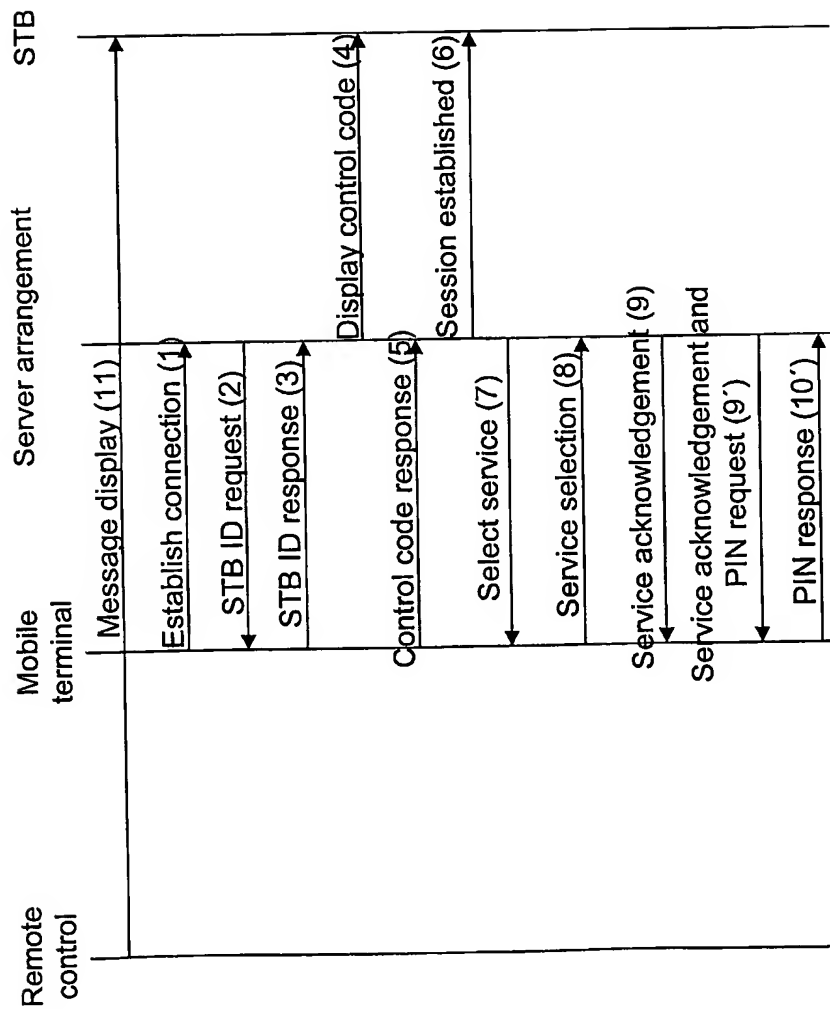 Remote
control
Mobile
terminal
Server arrangement
STB
Message display (11)
Establish connection (1)
STB ID request (2)
STB ID response (3)
Display control code (4)
Control code response (5)
Session established (6)
Select service (7)
Service selection (8)
Service acknowledgement (9)
Service acknowledgement and
PIN request (9´)
PIN response (10´)